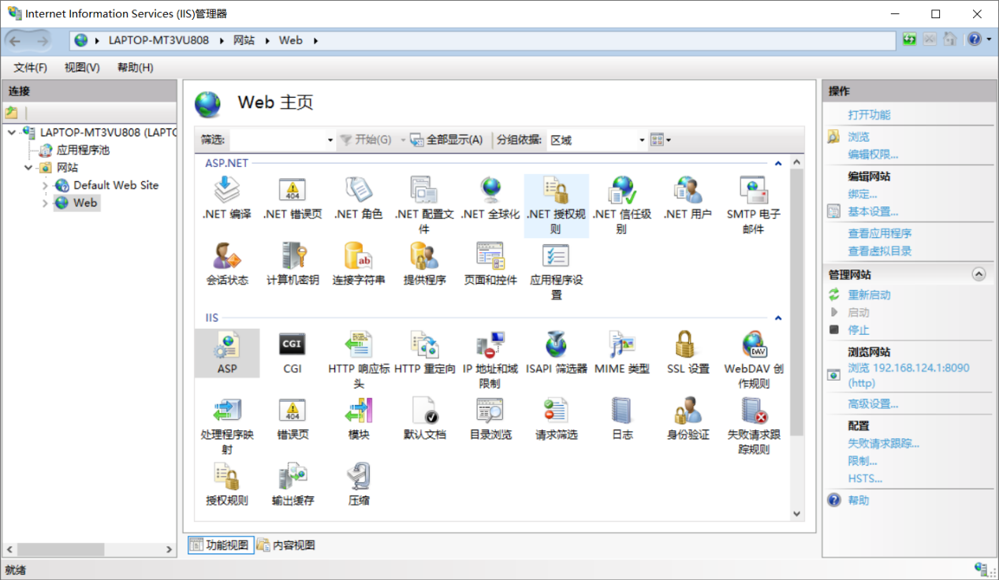 Internet Information Services (IIS)管理器
LAPTOP-MT3VU808 网站 Web
文件(F) 视图(V) 帮助(H)
连接
LAPTOP-MT3VU808 (LAPTO
应用程序池
网站
Default Web Site
Web
Web 主页
筛选: 开始(G) 全部显示(A) 分组依据: 区域
ASP.NET
.NET 编译
.NET 错误页
404
.NET 角色
.NET 配置文
件
.NET 全球化
.NET 授权规
则
.NET 信任级
别
.NET 用户
SMTP 电子
邮件
会话状态
计算机密钥
ab
连接字符串
提供程序
页面和控件
应用程序设
置
IIS
ASP
CGI
CGI
HTTP 响应标
头
HTTP 重定向
IP 地址和域
限制
ISAPI 筛选器
MIME 类型
SSL 设置
DAV
WebDAV 创
作规则
处理程序映
射
404
错误页
模块
默认文档
目录浏览
请求筛选
日志
身份验证
失败请求跟
踪规则
授权规则
输出缓存
压缩
功能视图 内容视图
操作
打开功能
浏览
编辑权限...
编辑网站
绑定...
基本设置...
查看应用程序
查看虚拟目录
管理网站
重新启动
启动
停止
浏览网站
浏览 192.168.124.1:8090
(http)
高级设置...
配置
失败请求跟踪...
限制...
HSTS...
帮助
就绪